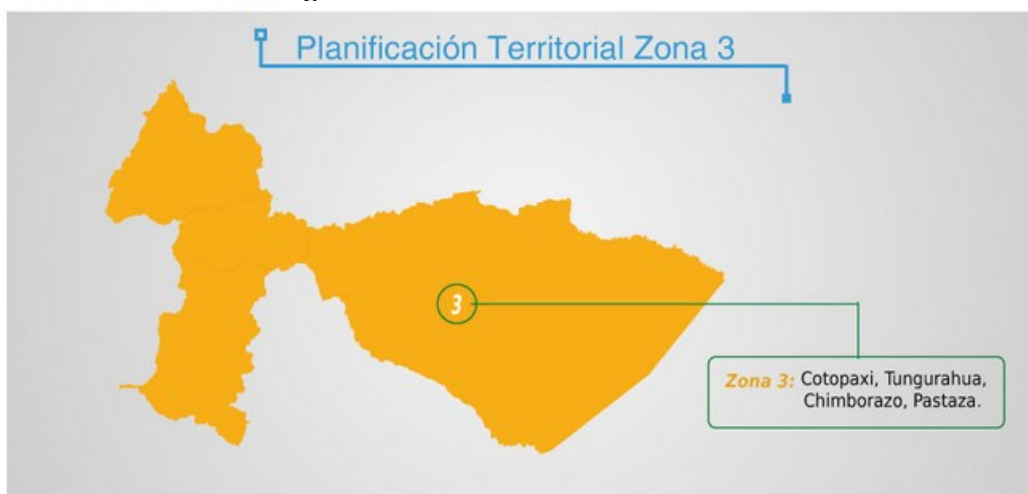 Planificación Territorial Zona 3
3
Zona 3: Cotopaxi, Tungurahua,
Chimborazo, Pastaza.